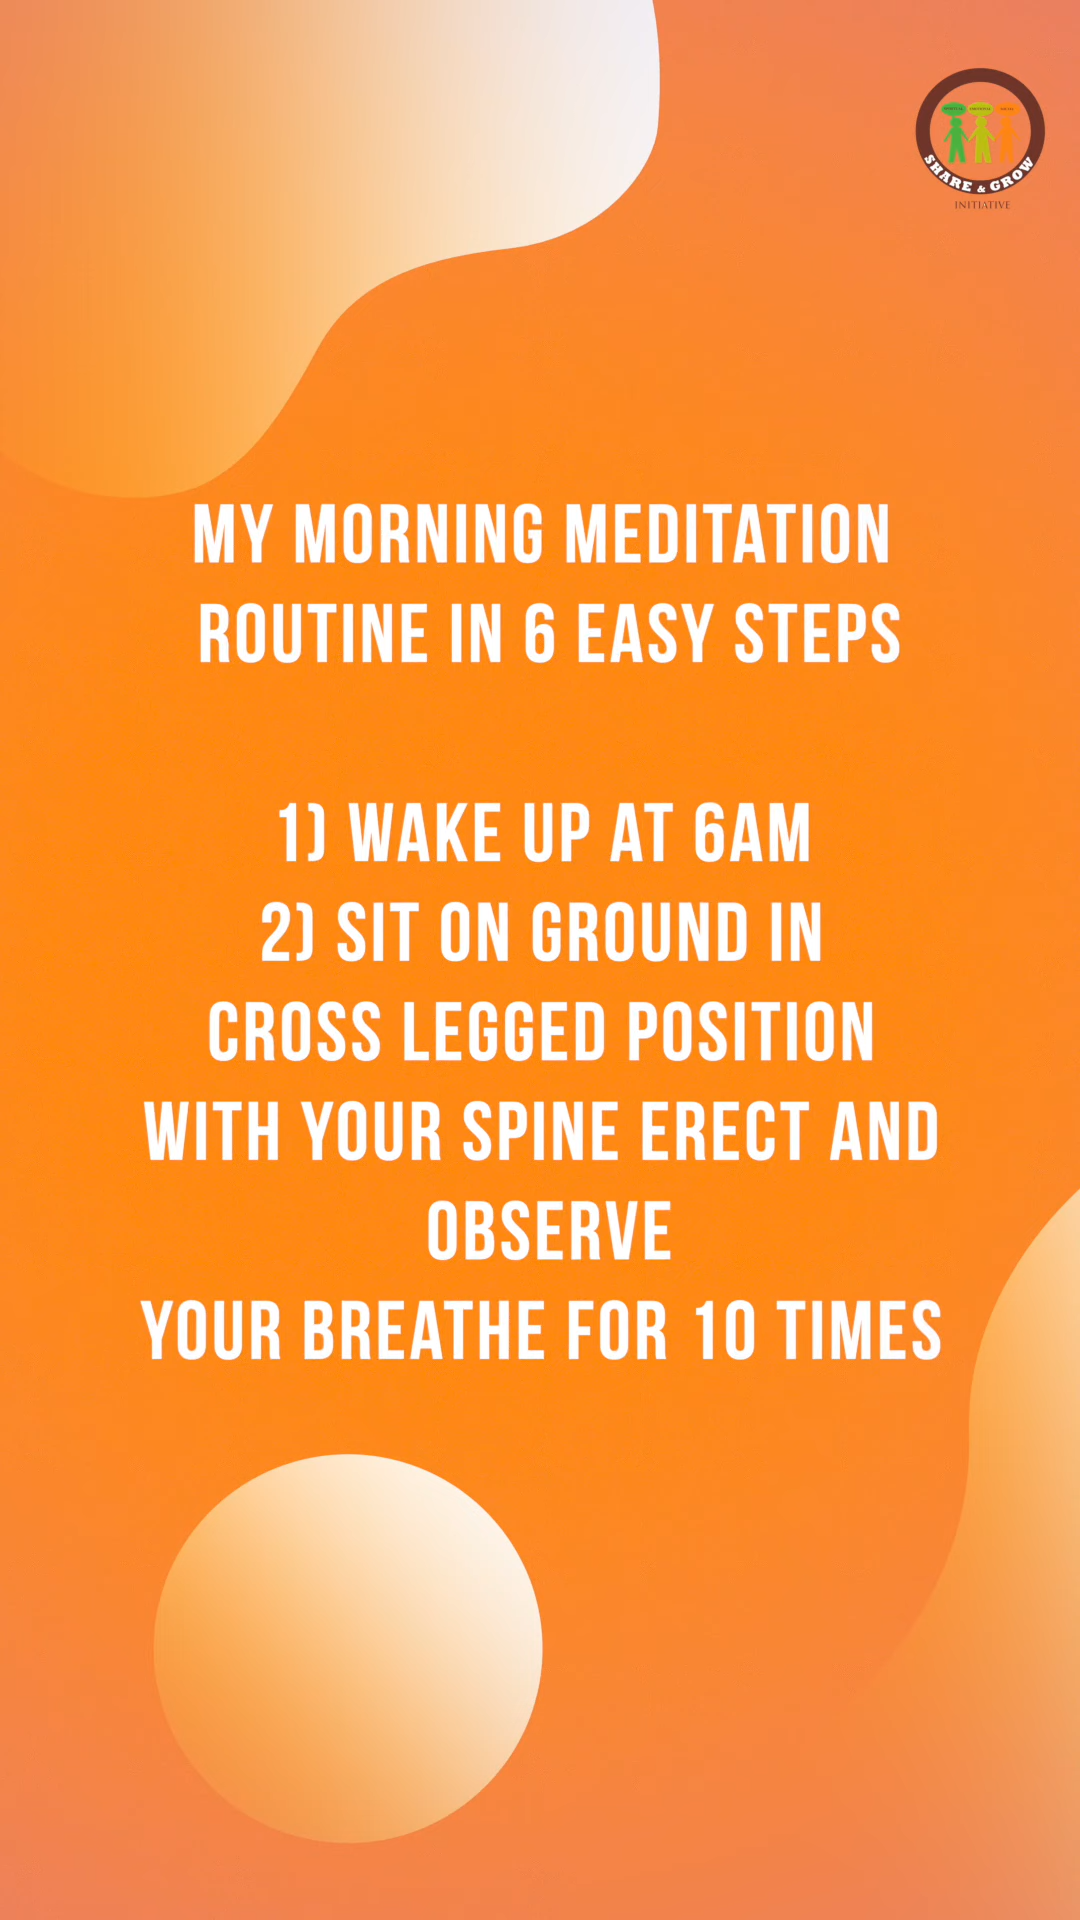 SHARE & GROW
INITIATIVE
MY MORNING MEDITATION
ROUTINE IN 6 EASY STEPS
1) WAKE UP AT 6AM
2) SIT ON GROUND IN
CROSS LEGGED POSITION
WITH YOUR SPINE ERECT AND
OBSERVE
YOUR BREATHE FOR 10 TIMES